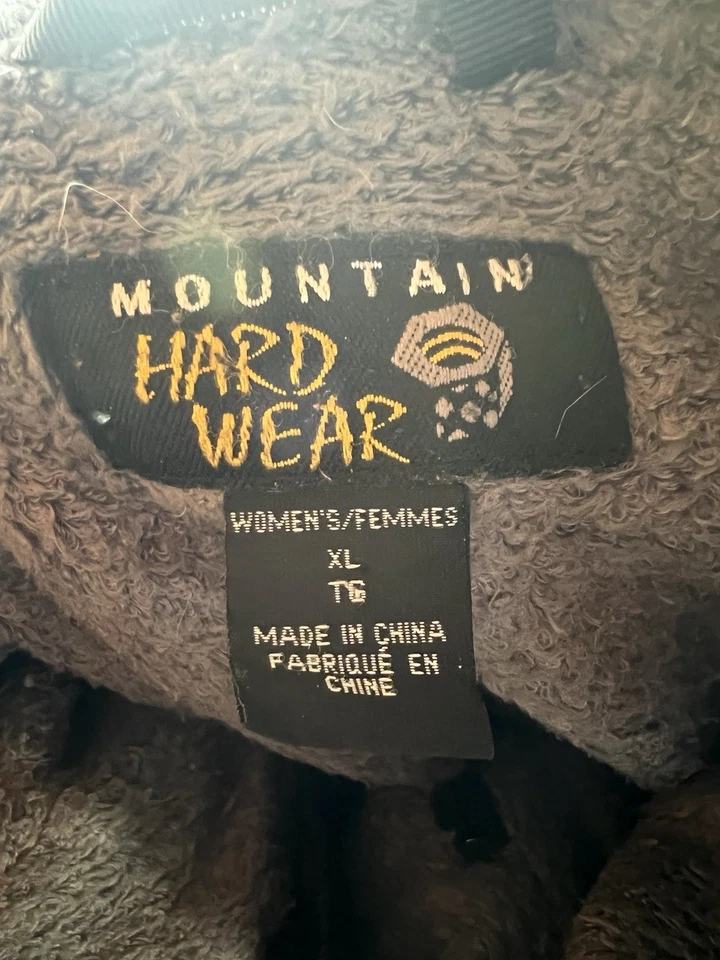 MOUNTAIN
HARD
WEAR
WOMEN'S/FEMMES
XL
TG
MADE IN CHINA
FABRIQUÉ EN
CHINE